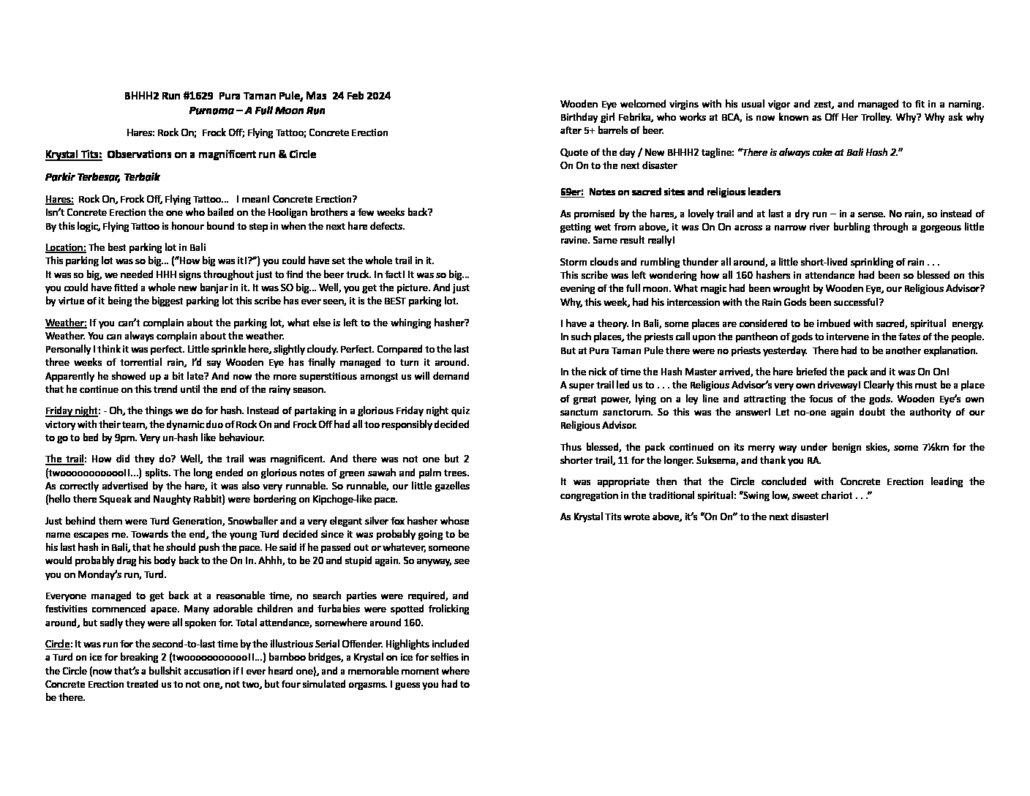 BHHH2 Run #1629 Pura Taman Pule, Mas 24 Feb 2024
Purnama – A Full Moon Run
Hares: Rock On; Frock Off; Flying Tattoo; Concrete Erection
Krystal Tits: Observations on a magnificent run & Circle
Parkir Terbesar, Terbaik
Hares: Rock On, Frock Off, Flying Tattoo... I mean! Concrete Erection?
Isn't Concrete Erection the one who bailed on the Hooligan brothers a few weeks back?
By this logic, Flying Tattoo is honour bound to step in when the next hare defects.
Location: The best parking lot in Bali
This parking lot was so big... ("How big was it!?") you could have set the whole trail in it.
It was so big, we needed HHH signs throughout just to find the beer truck. In fact! It was so big...
you could have fitted a whole new banjar in it. It was SO big... Well, you get the picture. And just
by virtue of it being the biggest parking lot this scribe has ever seen, it is the BEST parking lot.
Weather: If you can't complain about the parking lot, what else is left to the whinging hasher?
Weather. You can always complain about the weather.
Personally I think it was perfect. Little sprinkle here, slightly cloudy. Perfect. Compared to the last
three weeks of torrential rain, I'd say Wooden Eye has finally managed to turn it around.
Apparently he showed up a bit late? And now the more superstitious amongst us will demand
that he continue on this trend until the end of the rainy season.
Friday night: - Oh, the things we do for hash. Instead of partaking in a glorious Friday night quiz
victory with their team, the dynamic duo of Rock On and Frock Off had all too responsibly decided
to go to bed by 9pm. Very un-hash like behaviour.
The trail: How did they do? Well, the trail was magnificent. And there was not one but 2
(twooooooooooo!!...) splits. The long ended on glorious notes of green sawah and palm trees.
As correctly advertised by the hare, it was also very runnable. So runnable, our little gazelles
(hello there Squeak and Naughty Rabbit) were bordering on Kipchoge-like pace.
Just behind them were Turd Generation, Snowballer and a very elegant silver fox hasher whose
name escapes me. Towards the end, the young Turd decided since it was probably going to be
his last hash in Bali, that he should push the pace. He said if he passed out or whatever, someone
would probably drag his body back to the On In. Ahhh, to be 20 and stupid again. So anyway, see
you on Monday's run, Turd.
Everyone managed to get back at a reasonable time, no search parties were required, and
festivities commenced apace. Many adorable children and furbabies were spotted frolicking
around, but sadly they were all spoken for. Total attendance, somewhere around 160.
Circle: It was run for the second-to-last time by the illustrious Serial Offender. Highlights included
a Turd on ice for breaking 2 (twooooooooooo!!...) bamboo bridges, a Krystal on ice for selfies in
the Circle (now that's a bullshit accusation if I ever heard one), and a memorable moment where
Concrete Erection treated us to not one, not two, but four simulated orgasms. I guess you had to
be there.
Wooden Eye welcomed virgins with his usual vigor and zest, and managed to fit in a naming.
Birthday girl Febrika, who works at BCA, is now known as Off Her Trolley. Why? Why ask why
after 5+ barrels of beer.
Quote of the day / New BHHH2 tagline: "There is always cake at Bali Hash 2."
On On to the next disaster
69er: Notes on sacred sites and religious leaders
As promised by the hares, a lovely trail and at last a dry run – in a sense. No rain, so instead of
getting wet from above, it was On On across a narrow river burbling through a gorgeous little
ravine. Same result really!
Storm clouds and rumbling thunder all around, a little short-lived sprinkling of rain . . .
This scribe was left wondering how all 160 hashers in attendance had been so blessed on this
evening of the full moon. What magic had been wrought by Wooden Eye, our Religious Advisor?
Why, this week, had his intercession with the Rain Gods been successful?
I have a theory. In Bali, some places are considered to be imbued with sacred, spiritual energy.
In such places, the priests call upon the pantheon of gods to intervene in the fates of the people.
But at Pura Taman Pule there were no priests yesterday. There had to be another explanation.
In the nick of time the Hash Master arrived, the hare briefed the pack and it was On On!
A super trail led us to . . . the Religious Advisor's very own driveway! Clearly this must be a place
of great power, lying on a ley line and attracting the focus of the gods. Wooden Eye's own
sanctum sanctorum. So this was the answer! Let no-one again doubt the authority of our
Religious Advisor.
Thus blessed, the pack continued on its merry way under benign skies, some 7½km for the
shorter trail, 11 for the longer. Suksema, and thank you RA.
It was appropriate then that the Circle concluded with Concrete Erection leading the
congregation in the traditional spiritual: "Swing low, sweet chariot . . ."
As Krystal Tits wrote above, it's "On On" to the next disaster!